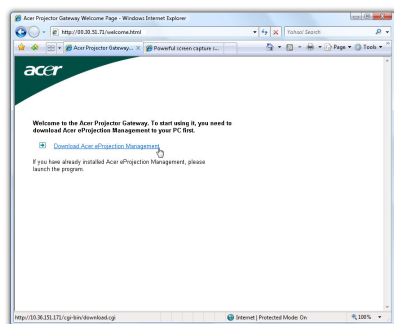 Acer Projector Gateway Welcome Page - Windows Internet Explorer
http://00.30.51.71/welcome.html
Yahoo! Search
Acer Projector Gateway...
Powerful screen capture s...
Page
Tools
acer
Welcome to the Acer Projector Gateway. To start using it, you need to
download Acer eProjection Management to your PC first.
Download Acer eProjection Management
If you have already installed Acer eProjection Management, please
launch the program.
http://10.36.151.171/cgi-bin/download.cgi
Internet | Protected Mode: On
100%